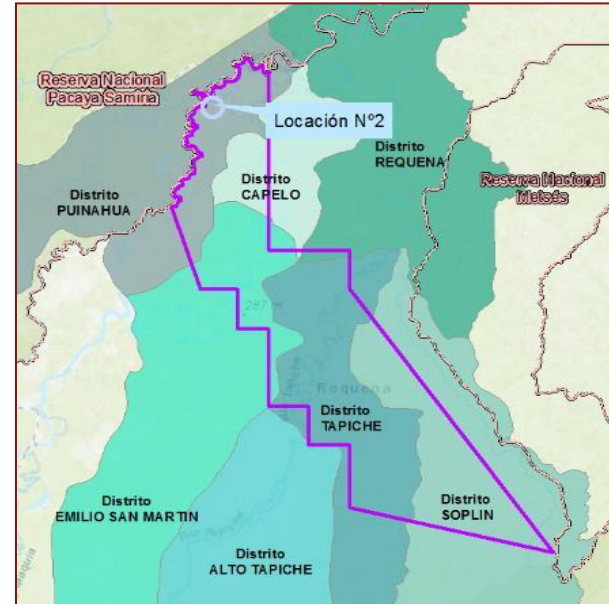 Reserva Nacional
Pacaya Samiria
Locación N°2
Distrito
REQUENA
Reserva Nacional
Matsés
Distrito
PUINAHUA
Distrito
CAPELO
287 m
Requena
Distrito
TAPICHE
Distrito
EMILIO SAN MARTIN
Distrito
SOPLIN
Distrito
ALTO TAPICHE